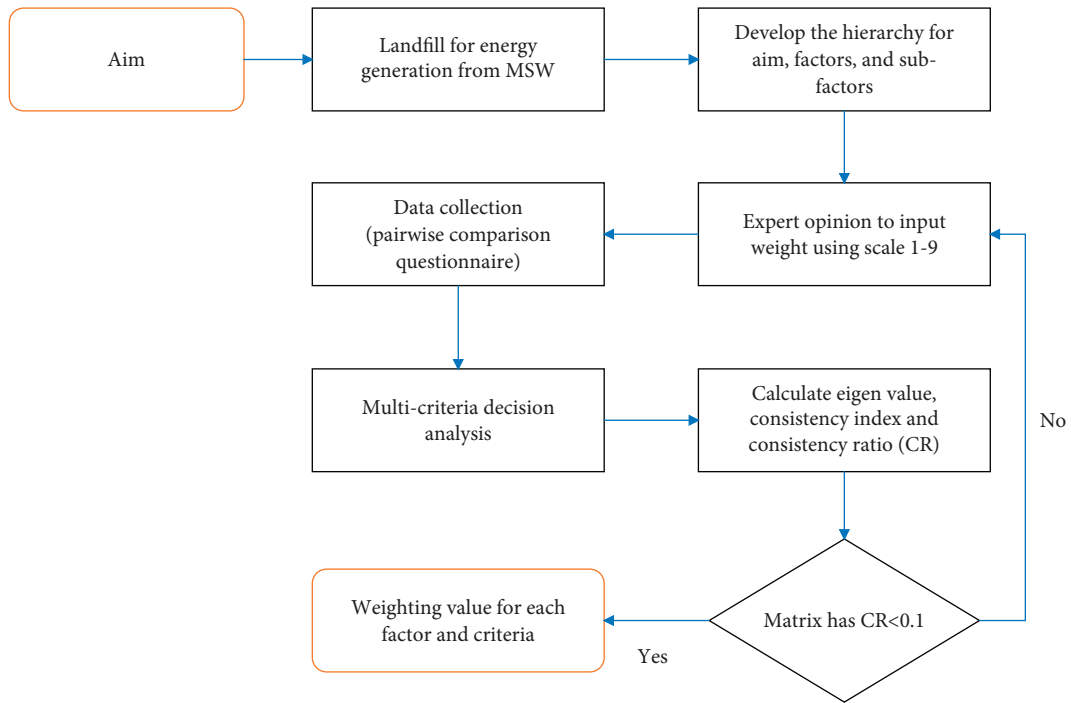 Aim
Landfill for energy
generation from MSW
Develop the hierarchy for
aim, factors, and sub-
factors
Data collection
(pairwise comparison
questionnaire)
Expert opinion to input
weight using scale 1-9
Multi-criteria decision
analysis
Calculate eigen value,
consistency index and
consistency ratio (CR)
No
Weighting value for each
factor and criteria
Matrix has CR<0.1
Yes